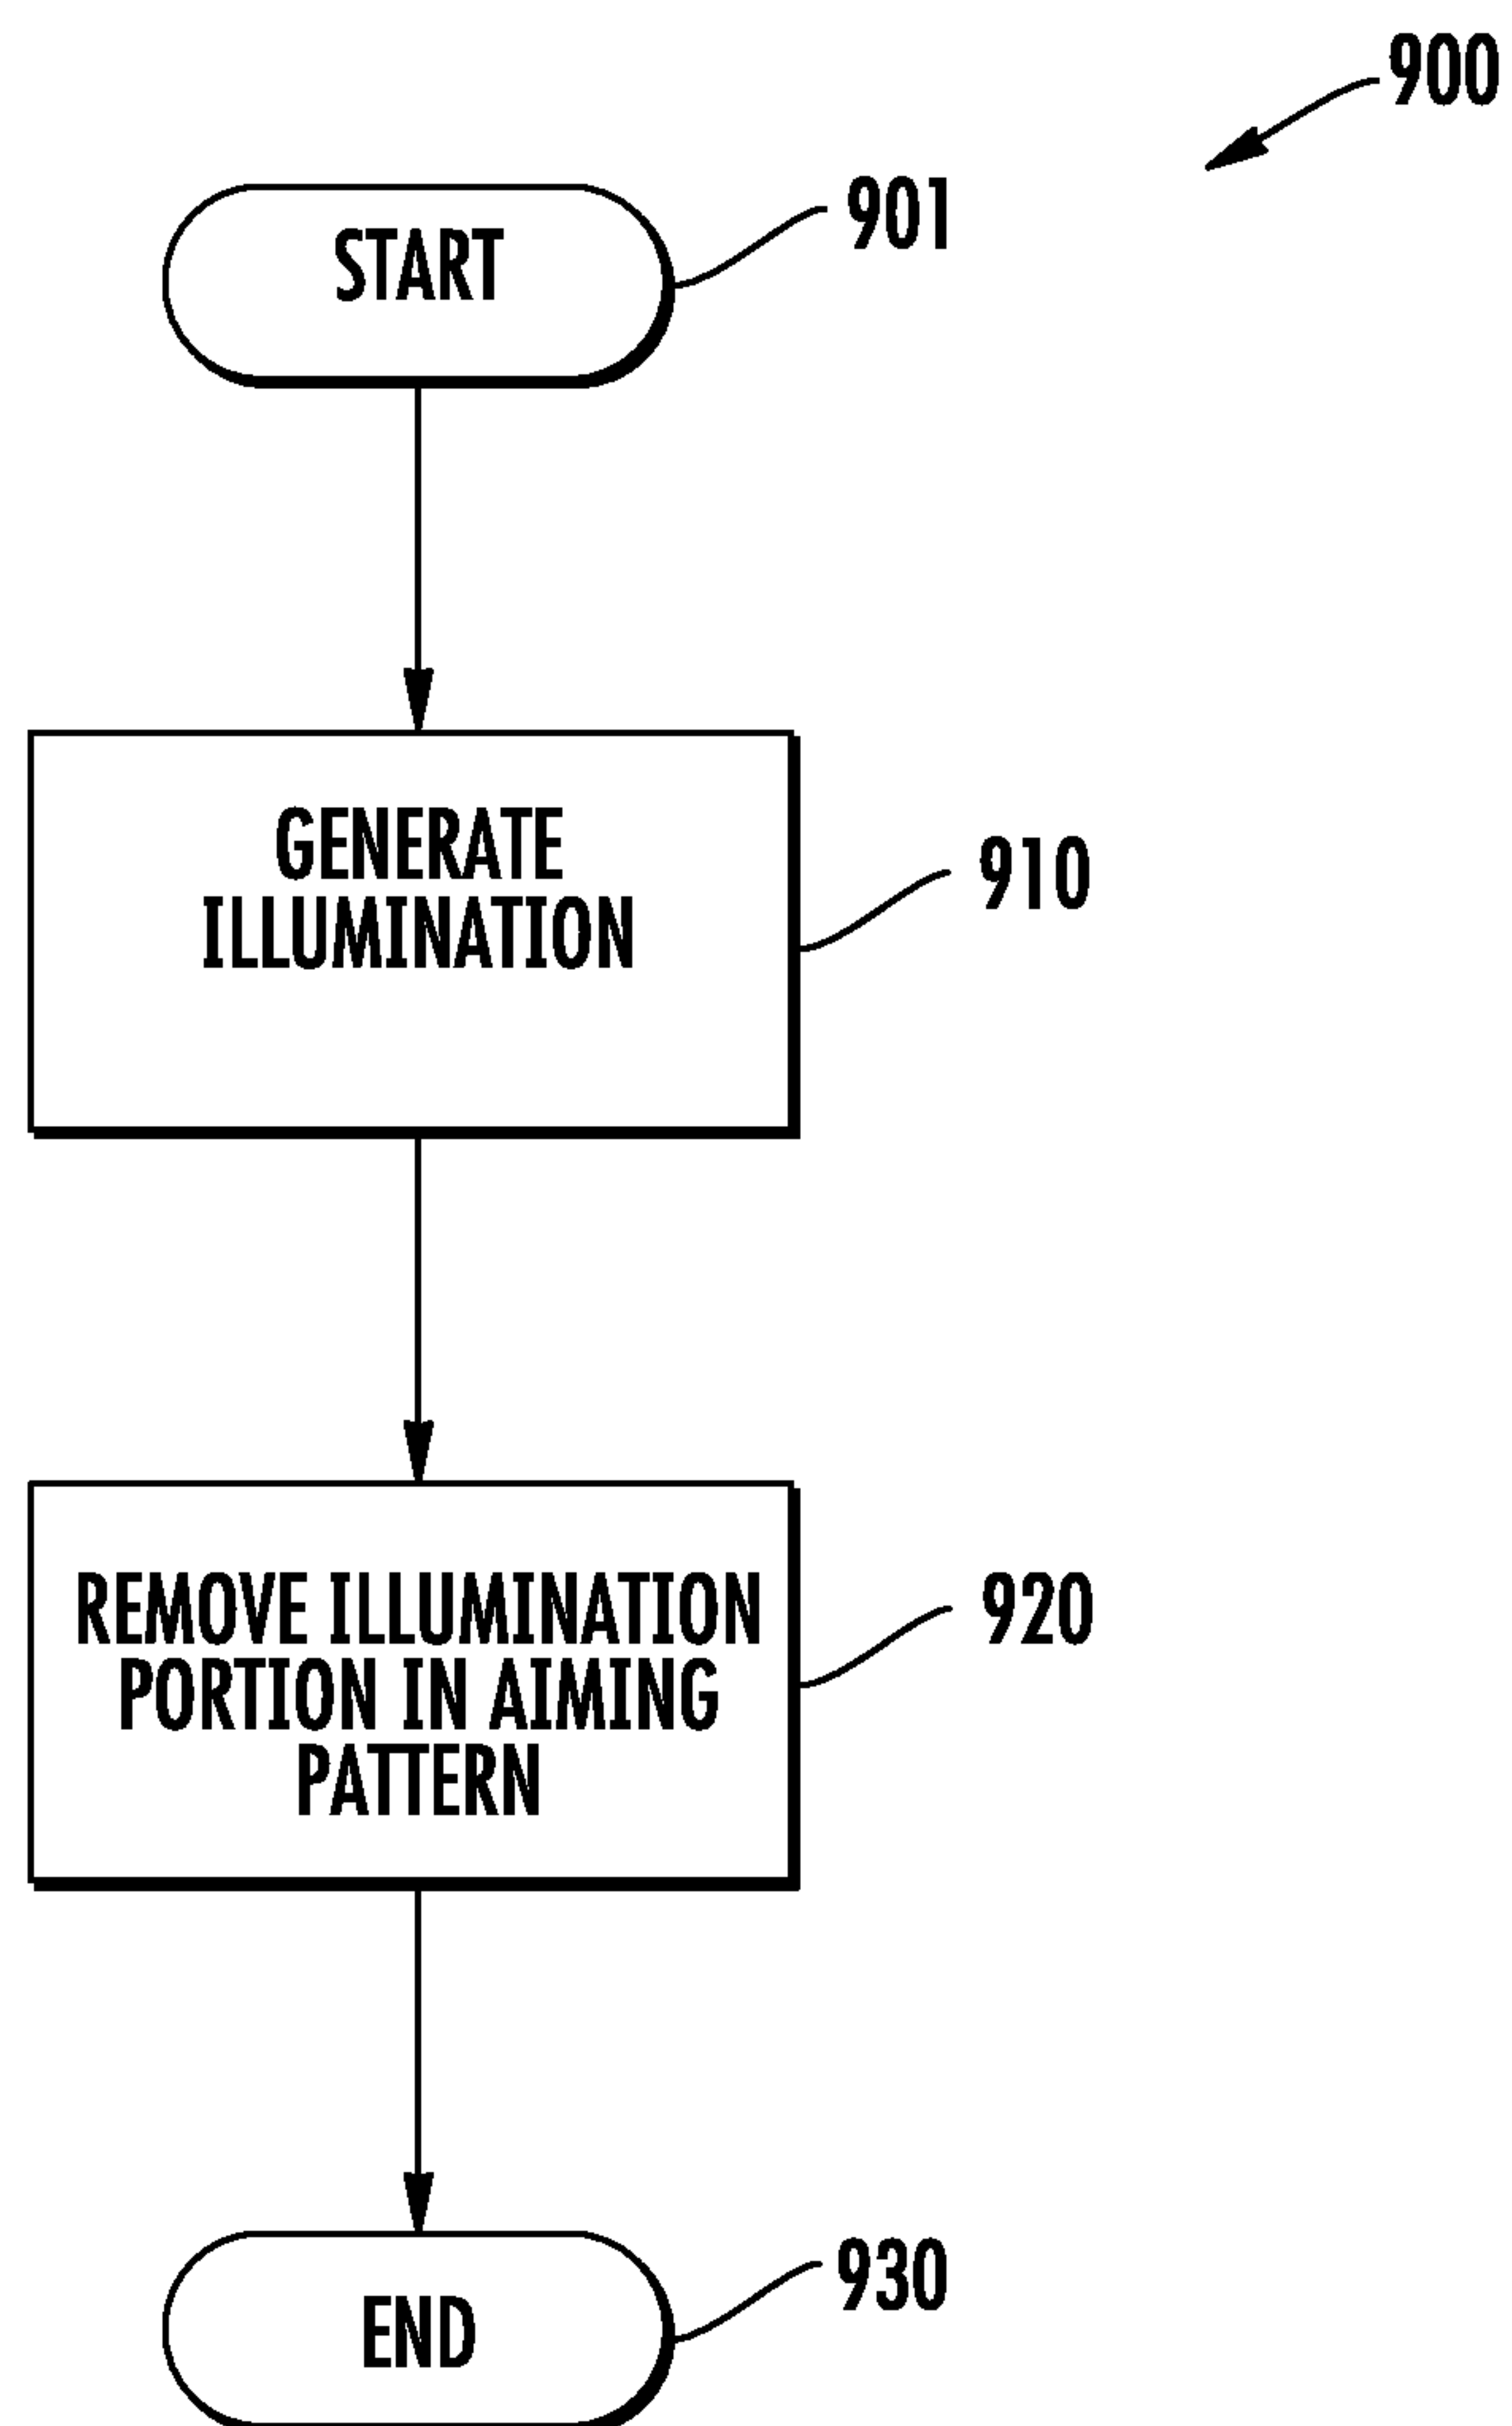 900
START
901
GENERATE
ILLUMINATION
910
REMOVE ILLUMINATION
PORTION IN AIMING
PATTERN
920
END
930